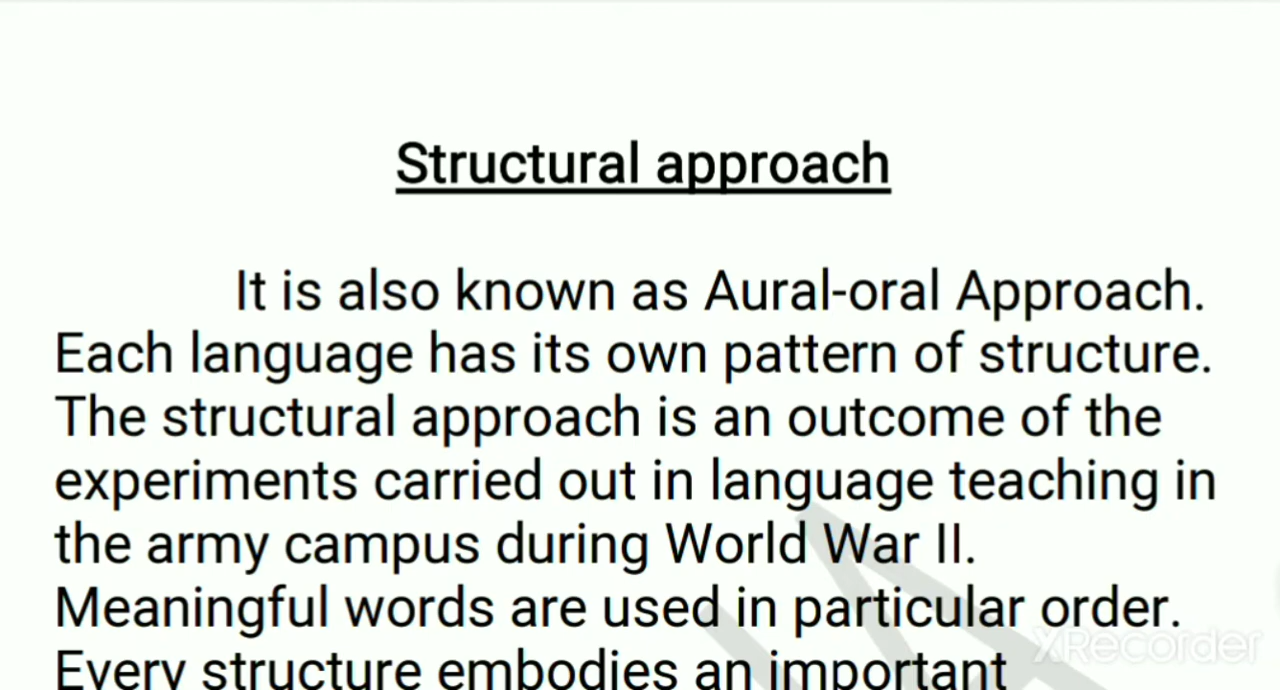 Structural approach
It is also known as Aural-oral Approach.
Each language has its own pattern of structure.
The structural approach is an outcome of the
experiments carried out in language teaching in
the army campus during World War II.
Meaningful words are used in particular order.
XRecorder
Every structure embodies an important